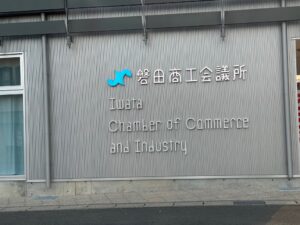 磐田商工会議所
Iwata
Chamber of Commerce
and Industry